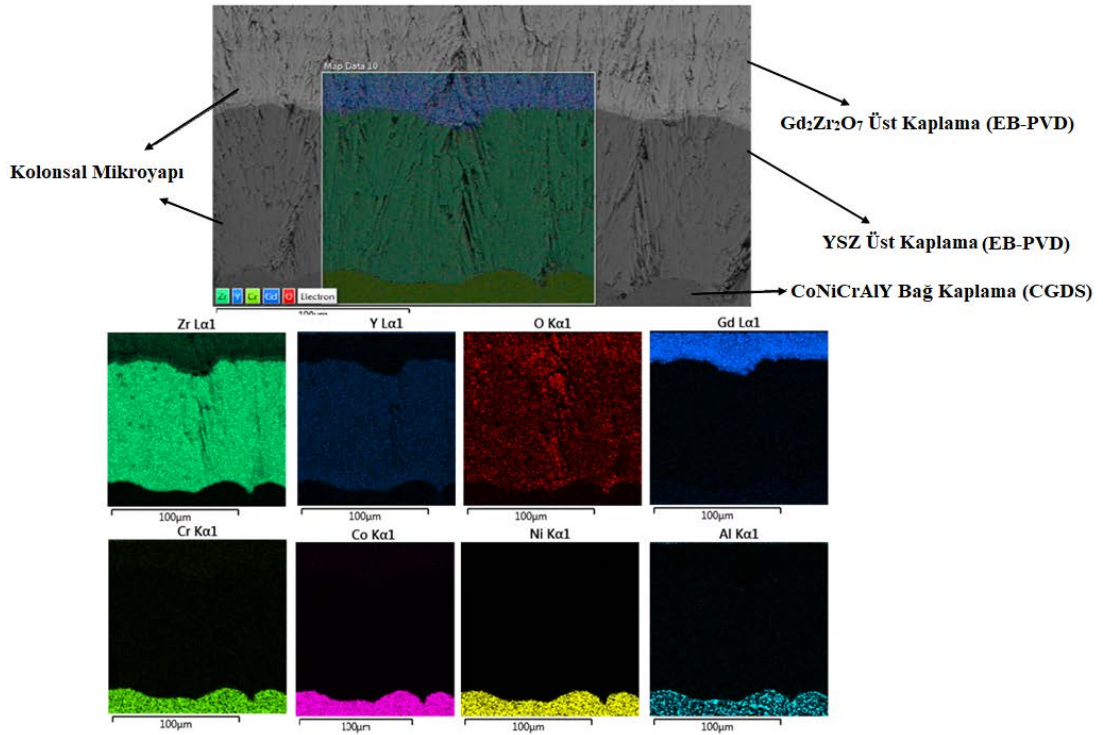 Map Data 10
Gd₂Zr₂O₇ Üst Kaplama (EB-PVD)
Kolonsal Mikroyapı
YSZ Üst Kaplama (EB-PVD)
CoNiCrAlY Bağ Kaplama (CGDS)
Zr Y Cr Gd O Electron
100µm
Zr Lα1 Y Lα1 O Kα1 Gd Lα1
100µm 100µm 100µm 100µm
Cr Kα1 Co Kα1 Ni Kα1 Al Kα1
100µm 100µm 100µm 100µm